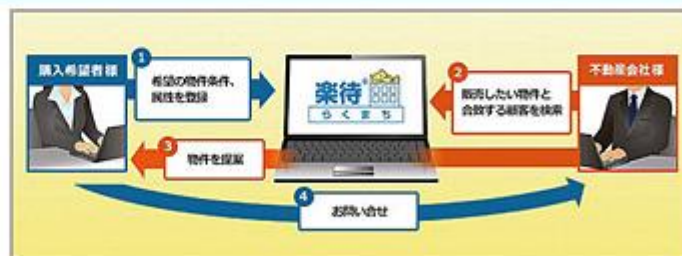 購入希望者様
1
希望の物件条件、
属性を登録
楽待
らくまち
2
販売したい物件と
合致する顧客を検索
不動産会社様
3
物件を提案
4
お問い合せ